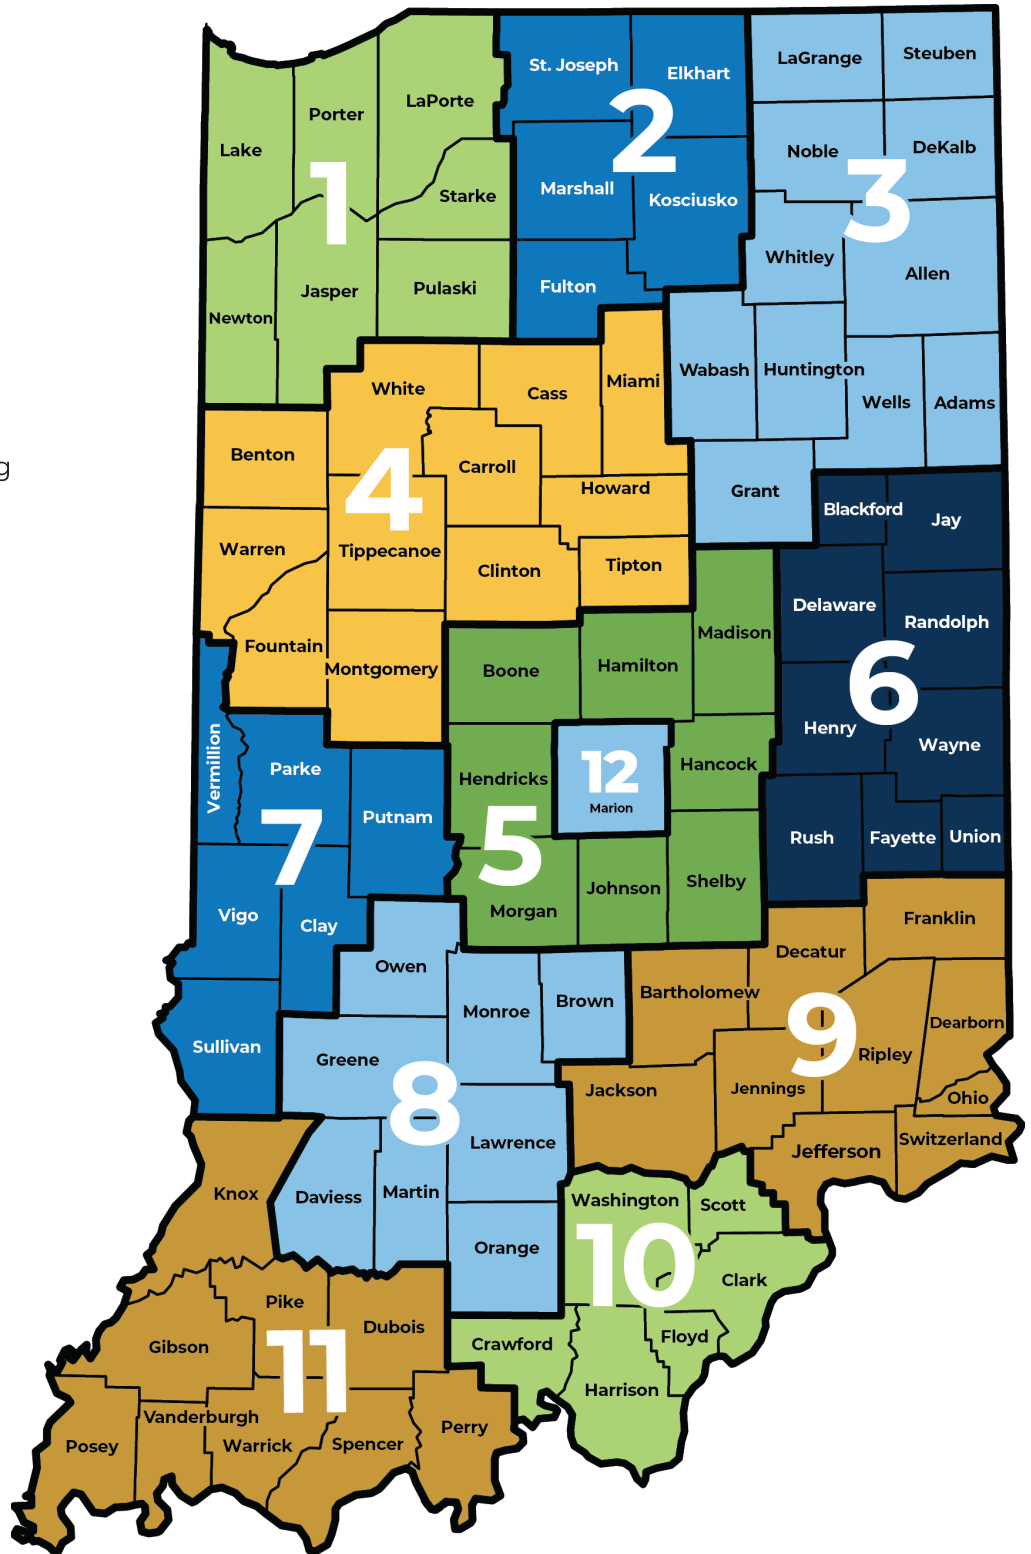 St. Joseph
Elkhart
LaGrange
Steuben
LaPorte
Porter
Lake
1
2
3
Noble
DeKalb
Marshall
Kosciusko
Starke
Whitley
Allen
Newton
Jasper
Pulaski
Fulton
White
Cass
Miami
Wabash
Huntington
Wells
Adams
Benton
4
Carroll
Howard
g
Grant
Blackford
Jay
Warren
Tippecanoe
Clinton
Tipton
Delaware
Randolph
Fountain
Montgomery
Boone
Hamilton
Madison
6
Henry
Wayne
Vermillion
Parke
Putnam
7
Hendricks
12
Marion
Hancock
5
Rush
Fayette
Union
Vigo
Clay
Morgan
Johnson
Shelby
Franklin
Decatur
Owen
Monroe
Brown
Bartholomew
9
Dearborn
Sullivan
Greene
Ripley
Jackson
Jennings
Ohio
8
Lawrence
Jefferson
Switzerland
Knox
Daviess
Martin
Washington
Scott
Orange
10
Clark
Pike
Dubois
Gibson
11
Crawford
Floyd
Harrison
Posey
Vanderburgh
Warrick
Spencer
Perry